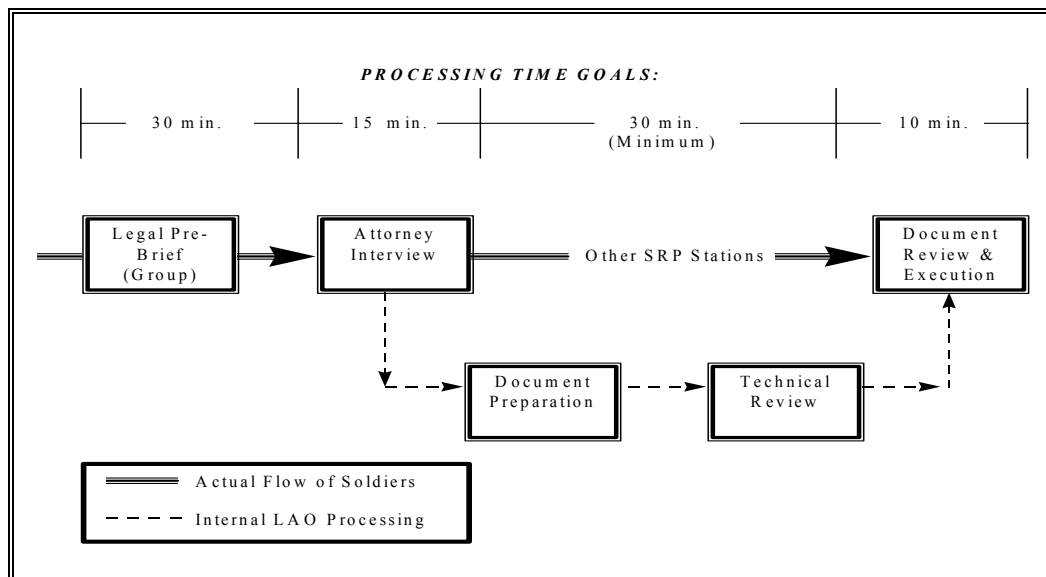 PROCESSING TIME GOALS:
30 min.
15 min.
30 min.
(Minimum)
10 min.
Legal Pre-
Brief
(Group)
Attorney
Interview
Other SRP Stations
Document
Review &
Execution
Document
Preparation
Technical
Review
Actual Flow of Soldiers
Internal LAO Processing